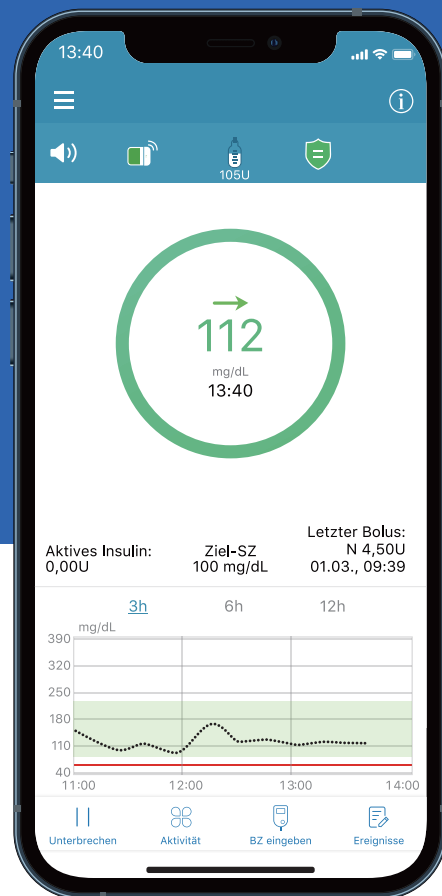 13:40
105U
112
mg/dL
13:40
Aktives Insulin:
0,00U
Ziel-SZ
100 mg/dL
Letzter Bolus:
N 4,50U
01.03., 09:39
3h 6h 12h
mg/dL
390
320
250
180
110
40
11:00 12:00 13:00 14:00
Unterbrechen Aktivität BZ eingeben Ereignisse